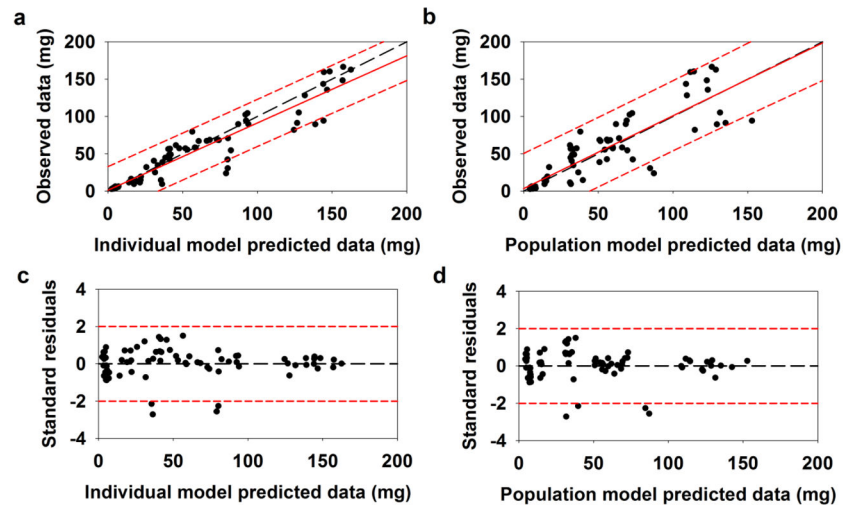 a
Observed data (mg)
200
150
100
50
0
0 50 100 150 200
Individual model predicted data (mg)
b
Observed data (mg)
200
150
100
50
0
0 50 100 150 200
Population model predicted data (mg)
c
Standard residuals
4
2
0
-2
-4
0 50 100 150 200
Individual model predicted data (mg)
d
Standard residuals
4
2
0
-2
-4
0 50 100 150 200
Population model predicted data (mg)